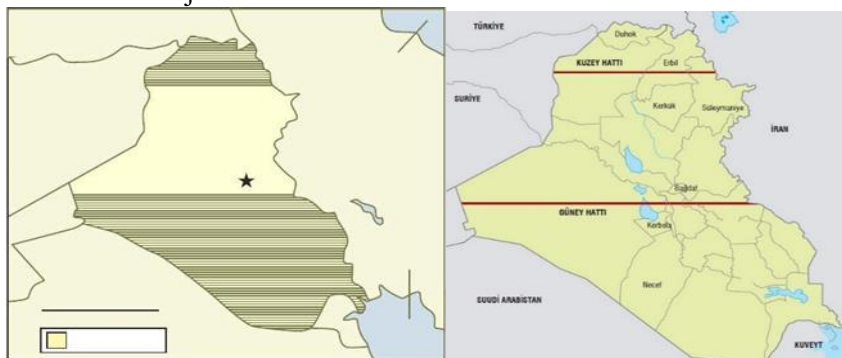 TÜRKİYE
Duhok
KUZEY HATTI
Erbil
SURİYE
Kerkük
Süleymaniye
İRAN
Bağdat
GÜNEY HATTI
Kerbela
Necef
SUUDİ ARABİSTAN
KUVEYT